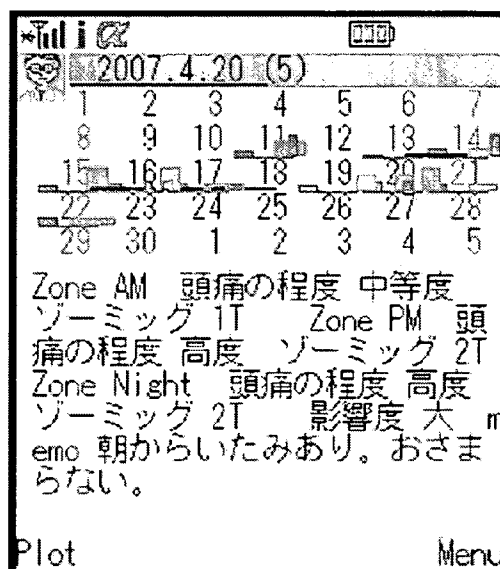 i α
2007.4.20 (5)
1 2 3 4 5 6 7
8 9 10 11 12 13 14
15 16 17 18 19 20 21
22 23 24 25 26 27 28
29 30 1 2 3 4 5
Zone AM 頭痛の程度 中等度
ゾーミッグ 1T Zone PM 頭
痛の程度 高度 ゾーミッグ 2T
Zone Night 頭痛の程度 高度
ゾーミッグ 2T 影響度 大 m
emo 朝からいたみあり。おさま
らない。
Plot Menu